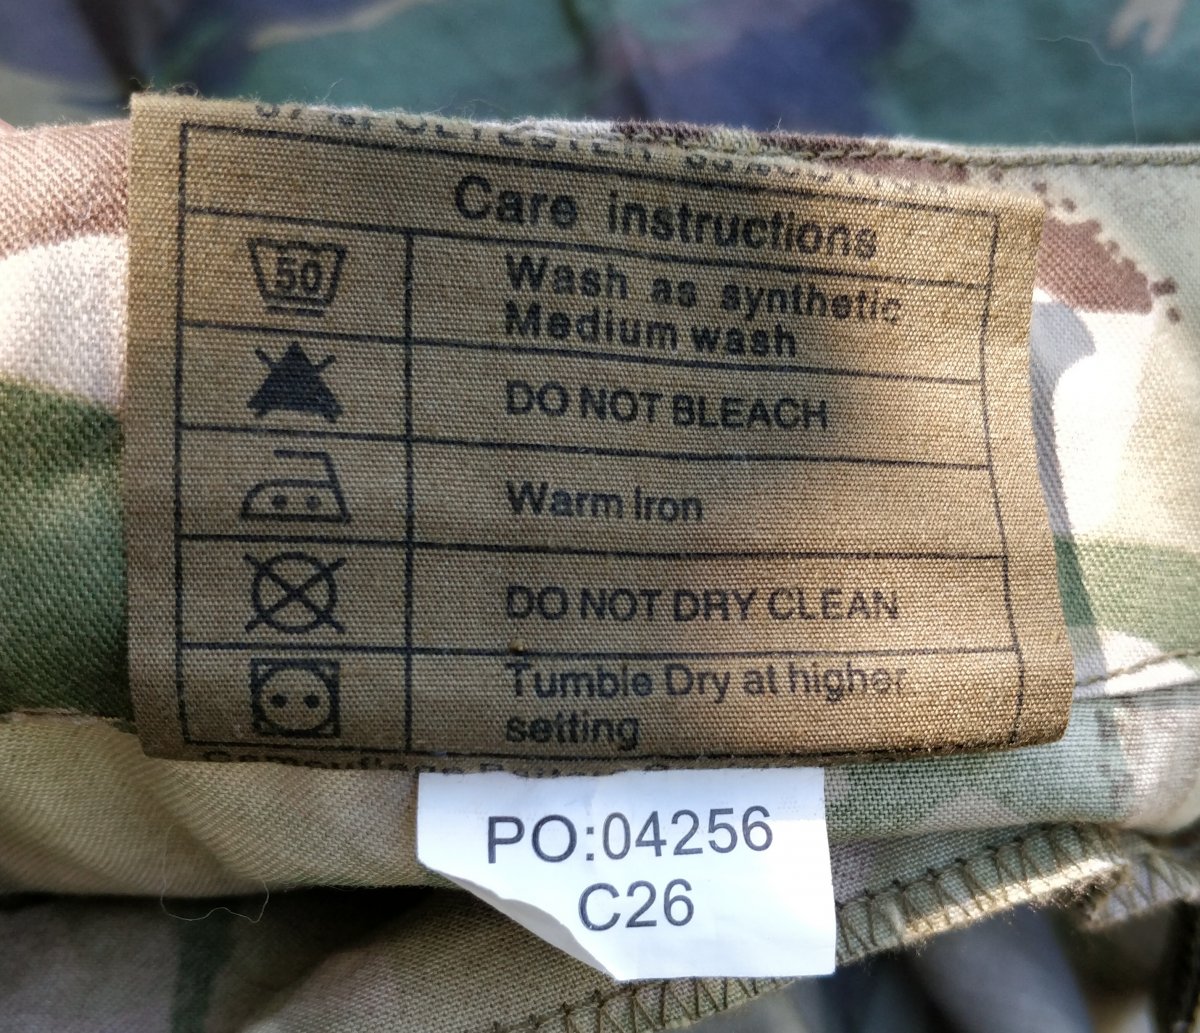 Care instructions
50
Wash as synthetic
Medium wash
DO NOT BLEACH
Warm Iron
DO NOT DRY CLEAN
Tumble Dry at higher
setting
PO:04256
C26